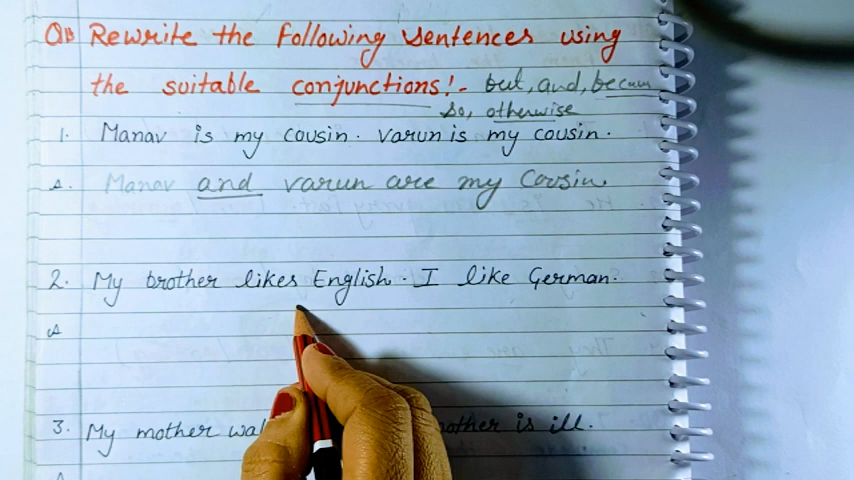 Q. Rewrite the following sentences using
the suitable conjunctions!- but, and,
so, otherwise
1. Manav is my cousin. Varun is my cousin.
A. Manav and varun are my Cousin.
2. My brother likes English. I like German.
A
3. My mother is ill.
A